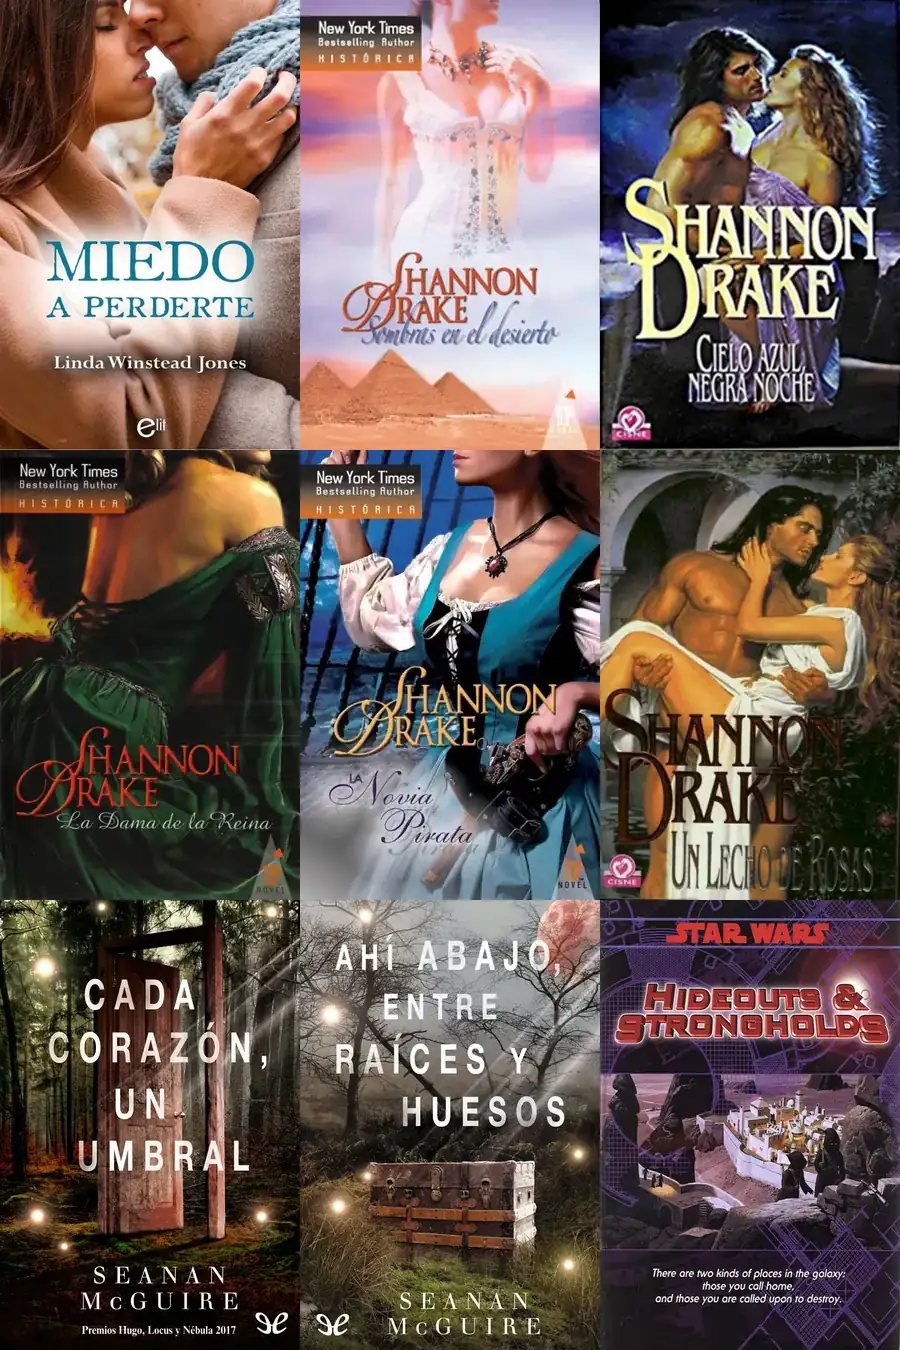 MIEDO
A PERDERTE
Linda Winstead Jones
elit
New York Times
Bestselling Author
HISTÓRICA
SHANNON
DRAKE
Sombras en el desierto
SHANNON
DRAKE
CIELO AZUL,
NEGRA NOCHE
CISNE
New York Times
Bestselling Author
HISTÓRICA
SHANNON
DRAKE
La Dama de la Reina
NOVEL
New York Times
Bestselling Author
HISTÓRICA
SHANNON
DRAKE
LA
Novia
Pirata
NOVEL
SHANNON
DRAKE
UN LECHO DE ROSAS
CISNE
CADA
CORAZÓN,
UN
UMBRAL
SEANAN
McGUIRE
Premios Hugo, Locus y Nébula 2017
AHÍ ABAJO,
ENTRE
RAÍCES Y
HUESOS
SEANAN
McGUIRE
STAR WARS
HIDEOUTS &
STRONGHOLDS
There are two kinds of places in the galaxy:
those you call home,
and those you are called upon to destroy.